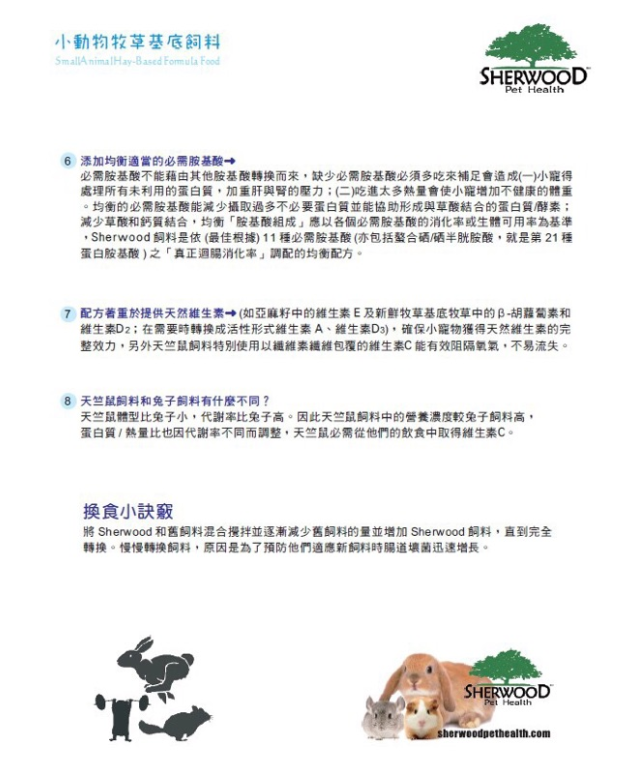 小動物牧草基底飼料
SmallAnimalHay-Based Formula Food
SHERWOOD
Pet Health
6 添加均衡適當的必需胺基酸➞
必需胺基酸不能藉由其他胺基酸轉換而來，缺少必需胺基酸必須多吃來補足會造成(一)小寵得
處理所有未利用的蛋白質，加重肝與腎的壓力；(二)吃進太多熱量會使小寵增加不健康的體重
。均衡的必需胺基酸能減少攝取過多不必要蛋白質並能協助形成與草酸結合的蛋白質/酵素；
減少草酸和鈣質結合，均衡「胺基酸組成」應以各個必需胺基酸的消化率或生體可用率為基準
，Sherwood 飼料是依 (最佳根據) 11 種必需胺基酸 (亦包括螯合硒/硒半胱胺酸，就是第 21 種
蛋白胺基酸 ) 之「真正迴腸消化率」調配的均衡配方。
7 配方著重於提供天然維生素➞ (如亞麻籽中的維生素 E 及新鮮牧草基底牧草中的 β-胡蘿蔔素和
維生素D2；在需要時轉換成活性形式維生素 A、維生素D3)，確保小寵物獲得天然維生素的完
整效力，另外天竺鼠飼料特別使用以纖維素纖維包覆的維生素C 能有效阻隔氧氣，不易流失。
8 天竺鼠飼料和兔子飼料有什麼不同？
天竺鼠體型比兔子小，代謝率比兔子高。因此天竺鼠飼料中的營養濃度較兔子飼料高，
蛋白質 / 熱量比也因代謝率不同而調整，天竺鼠必需從他們的飲食中取得維生素C。
換食小訣竅
將 Sherwood 和舊飼料混合攪拌並逐漸減少舊飼料的量並增加 Sherwood 飼料，直到完全
轉換。慢慢轉換飼料，原因是為了預防他們適應新飼料時腸道壞菌迅速增長。
SHERWOOD
Pet Health
sherwoodpethealth.com